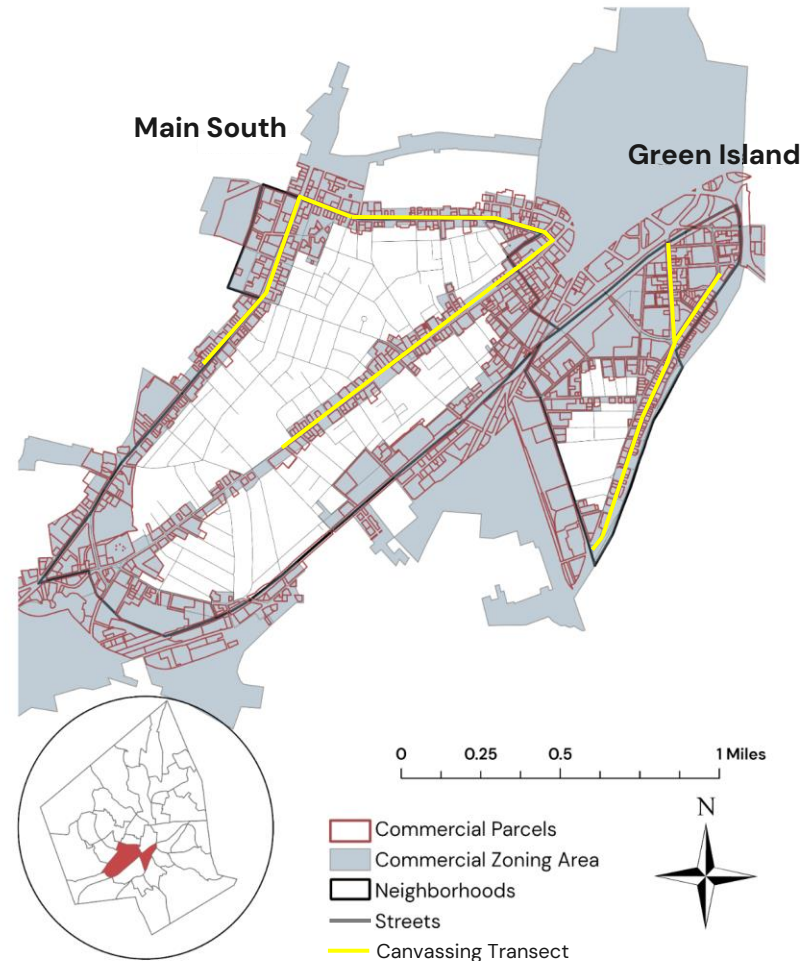 Main South
Green Island
0 0.25 0.5 1 Miles
N
Commercial Parcels
Commercial Zoning Area
Neighborhoods
Streets
Canvassing Transect